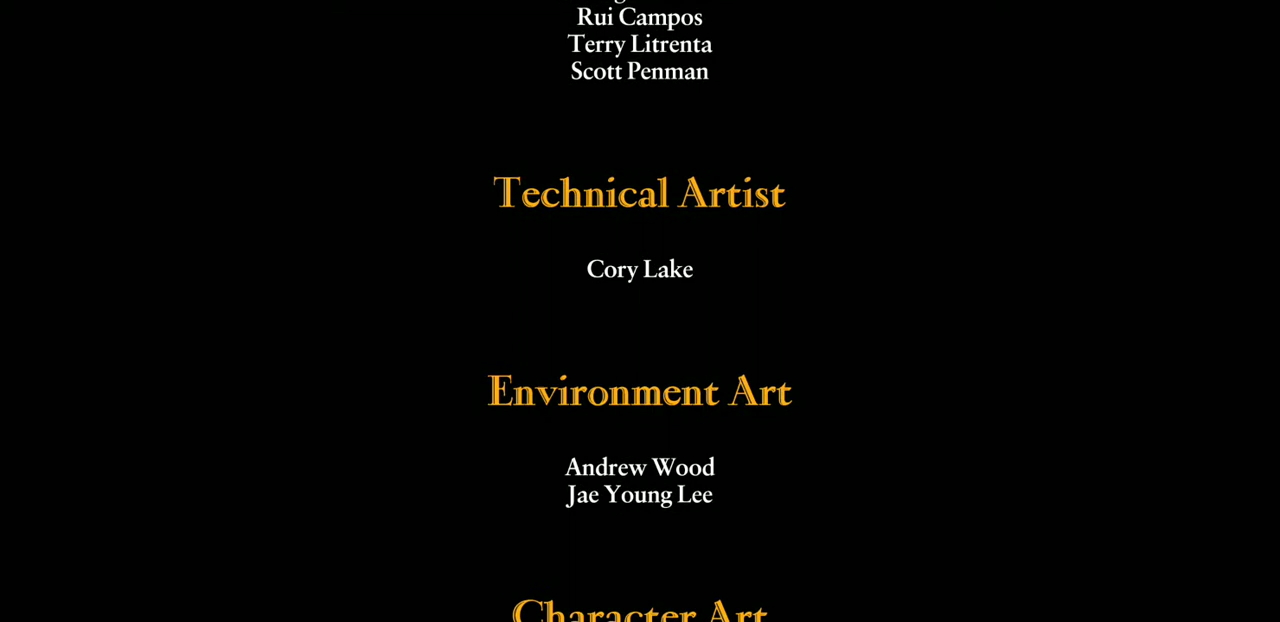 Rui Campos
Terry Litrenta
Scott Penman
Technical Artist
Cory Lake
Environment Art
Andrew Wood
Jae Young Lee
Character Art